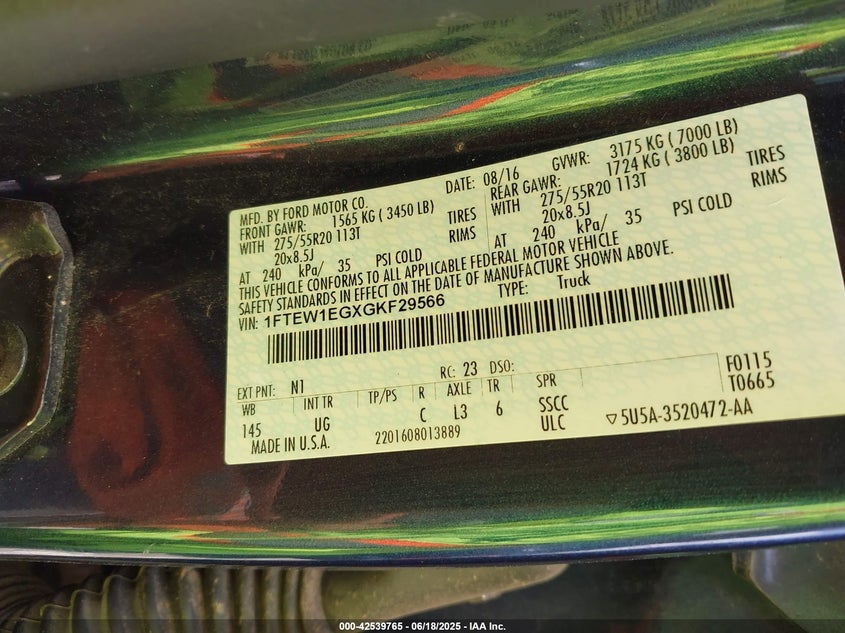 MFD. BY FORD MOTOR CO. DATE: 08/16 GVWR: 3175 KG ( 7000 LB)
FRONT GAWR: 1565 KG ( 3450 LB) REAR GAWR: 1724 KG ( 3800 LB)
WITH 275/55R20 113T TIRES WITH 275/55R20 113T TIRES
20x8.5J RIMS 20x8.5J RIMS
AT 240 kPa/ 35 PSI COLD AT 240 kPa/ 35 PSI COLD
THIS VEHICLE CONFORMS TO ALL APPLICABLE FEDERAL MOTOR VEHICLE
SAFETY STANDARDS IN EFFECT ON THE DATE OF MANUFACTURE SHOWN ABOVE.
VIN: 1FTEW1EGXGKF29566 TYPE: Truck
EXT PNT: N1 RC: 23 DSO: F0115
WB INT TR TP/PS R AXLE TR SPR T0665
145 UG C L3 6 SSCC
ULC ▽5U5A-3520472-AA
MADE IN U.S.A. 2201608013889
000-42539765 - 06/18/2025 - IAA Inc.